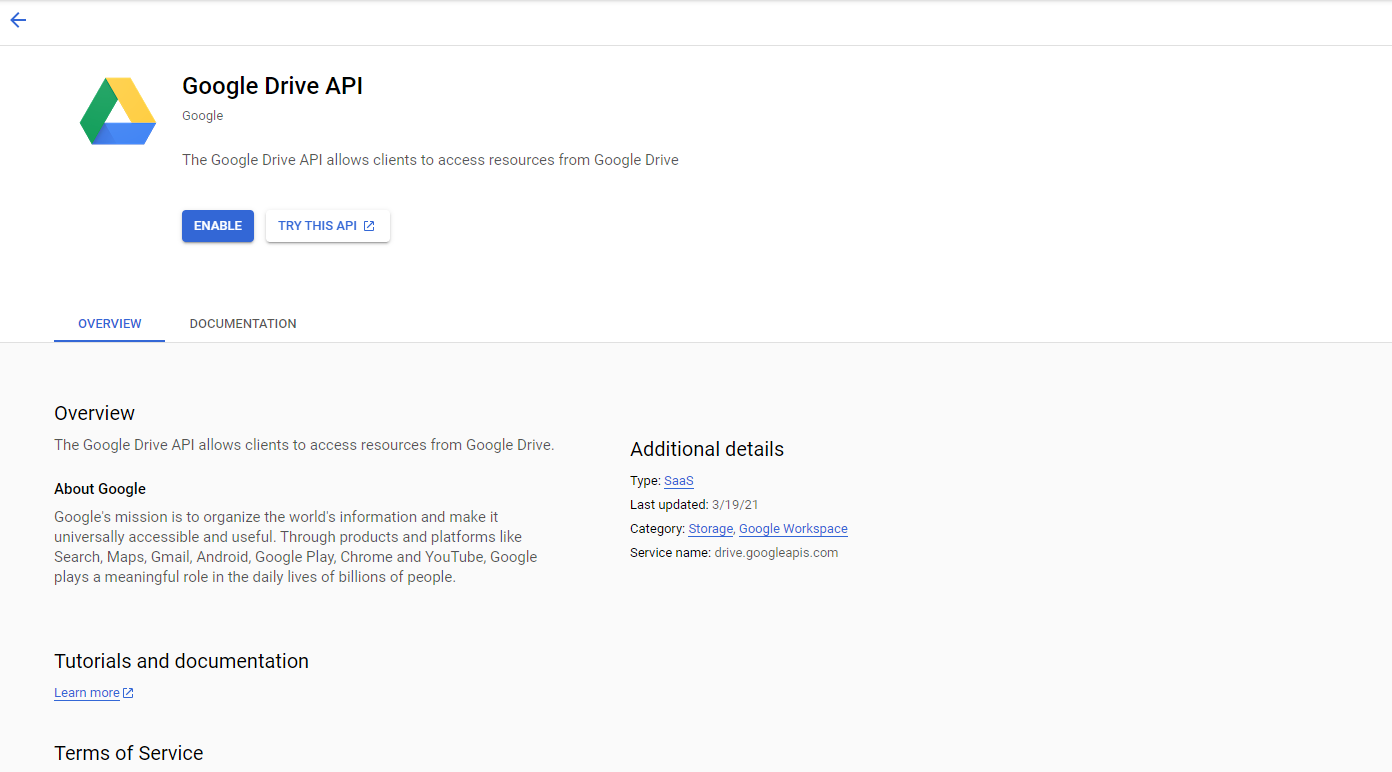 Google Drive API
Google
The Google Drive API allows clients to access resources from Google Drive
ENABLE
TRY THIS API
OVERVIEW
DOCUMENTATION
Overview
The Google Drive API allows clients to access resources from Google Drive.
About Google
Google's mission is to organize the world's information and make it
universally accessible and useful. Through products and platforms like
Search, Maps, Gmail, Android, Google Play, Chrome and YouTube, Google
plays a meaningful role in the daily lives of billions of people.
Additional details
Type: SaaS
Last updated: 3/19/21
Category: Storage, Google Workspace
Service name: drive.googleapis.com
Tutorials and documentation
Learn more
Terms of Service